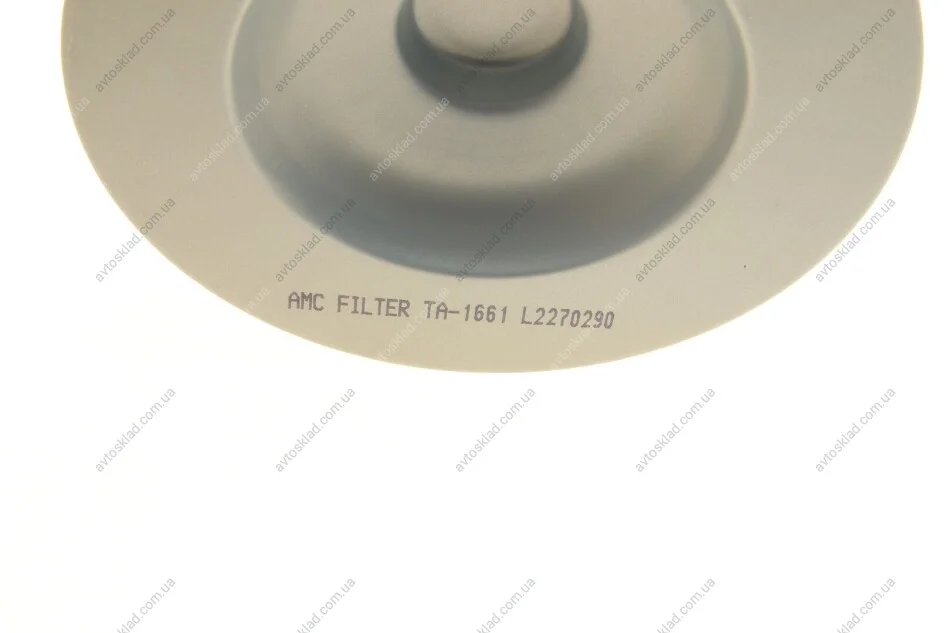 AMC FILTER TA-1661 L2270290
avtosklad.com.ua